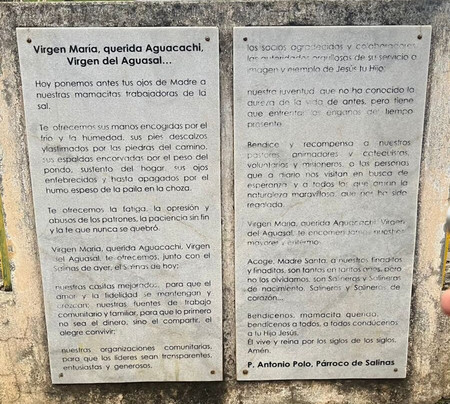 Virgen María, querida Aguacachi,
Virgen del Aguasal...
Hoy ponemos antes tus ojos de Madre a
nuestras mamacitas trabajadoras de la
sal.
Te ofrecemos sus manos encogidas por el
frío y la humedad, sus pies descalzos
y lastimados por las piedras del camino,
sus espaldas encorvadas por el peso del
pondo, sustento del hogar, sus ojos
enfebrecidos y hasta apagados por el
humo espeso de la paila en la choza.
Te ofrecemos la fatiga, la opresión y
abusos de los patrones, la paciencia sin fin
y la fe que nunca se quebró.
Virgen María, querida Aguacachi, Virgen
del Aguasal, te ofrecemos, junto con el
Salinas de ayer, el Salinas de hoy:
nuestras casitas mejoradas, para que el
amor y la fidelidad se mantengan y
crezcan; nuestras fuentes de trabajo
comunitario y familiar, para que lo primero
no sea el dinero, sino el compartir, el
alegre convivir;
nuestras organizaciones comunitarias,
para que los líderes sean transparentes,
entusiastas y generosos,
los socios agradecidos y colaboradores,
las autoridades orgullosas de su servicio a
imagen y ejemplo de Jesús tu Hijo;
nuestra juventud, que no ha conocido la
dureza de la vida de antes, pero tiene
que enfrentar los engaños del tiempo
presente.
Bendice y recompensa a nuestros
pastores, animadores y catequistas,
voluntarios y misioneros, a las personas
que a diario nos visitan en busca de
esperanza y a todos los que aman la
naturaleza maravillosa que nos ha sido
regalada.
Virgen María, querida Aguacachi, Virgen
del Aguasal, te encomendamos nuestros
mayores y enfermos.
Acoge, Madre Santa, a nuestros finaditos
y finaditas, son tantas en tantos años, pero
no los olvidamos, son Salineros y Salineras
de nacimiento, Salineros y Salineras de
corazón...
Bendícenos, mamacita querida,
bendícenos a todos, a todos condúcenos
a tu Hijo Jesús.
Él vive y reina por los siglos de los siglos.
Amén.
P. Antonio Polo, Párroco de Salinas